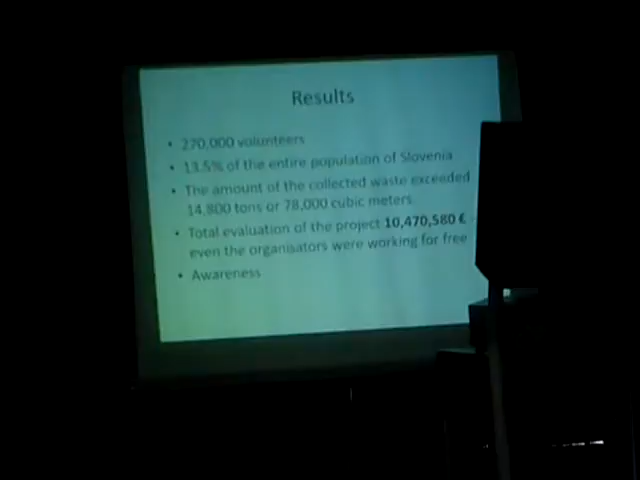 Results
• 270,000 volunteers
• 13.5% of the entire population of Slovenia
• The amount of the collected waste exceeded
14,800 tons or 78,000 cubic meters
• Total evaluation of the project 10,470,580 € -
even the organisators were working for free
• Awareness